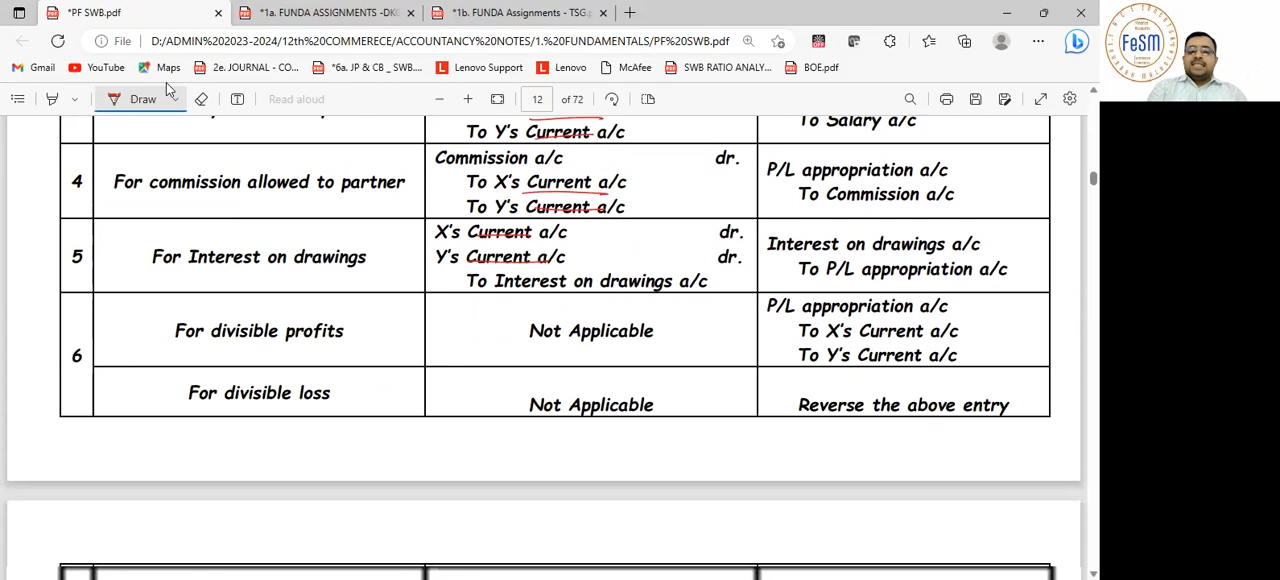 *PF SWB.pdf
*1a. FUNDA ASSIGNMENTS -DKG
*1b. FUNDA Assignments - TSG.p
File
D:/ADMIN%202023-2024/12th%20COMMERECE/ACCOUNTANCE%20NOTES/1.%20FUNDAMENTALS/PF%20SWB.pdf
Gmail
YouTube
Maps
2e. JOURNAL - CO...
*6a. JP & CB _ SWB....
Lenovo Support
Lenovo
McAfee
SWB RATIO ANALY...
BOE.pdf
Draw
Read aloud
12 of 72
FeSM
To Y's Current a/c
To Salary a/c
4
For commission allowed to partner
Commission a/c dr.
To X's Current a/c
To Y's Current a/c
P/L appropriation a/c
To Commission a/c
5
For Interest on drawings
X's Current a/c dr.
Y's Current a/c dr.
To Interest on drawings a/c
Interest on drawings a/c
To P/L appropriation a/c
6
For divisible profits
Not Applicable
P/L appropriation a/c
To X's Current a/c
To Y's Current a/c
For divisible loss
Not Applicable
Reverse the above entry